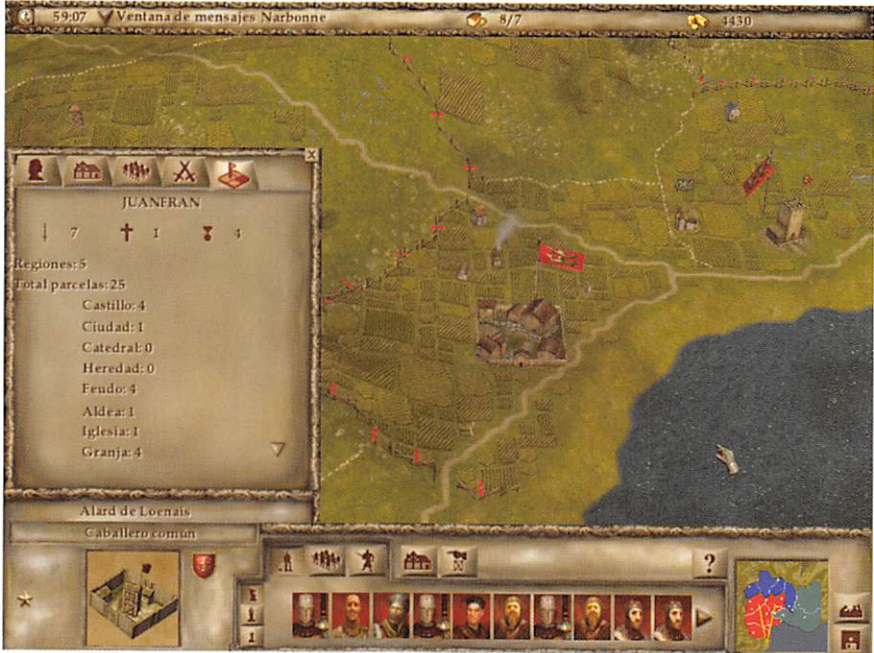 59:07 Ventana de mensajes Narbonne 8/7 4430
JUANFRAN
7 1 4
Regiones: 5
Total parcelas: 25
Castillo: 4
Ciudad: 1
Catedral: 0
Heredad: 0
Feudo: 4
Aldea: 1
Iglesia: 1
Granja: 4
Alard de Loenais
Caballero común
?